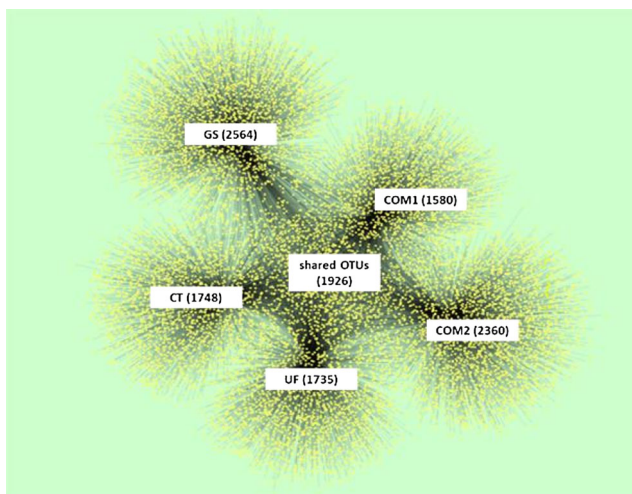 GS (2564)
COM1 (1580)
shared OTUs
(1926)
CT (1748)
COM2 (2360)
UF (1735)